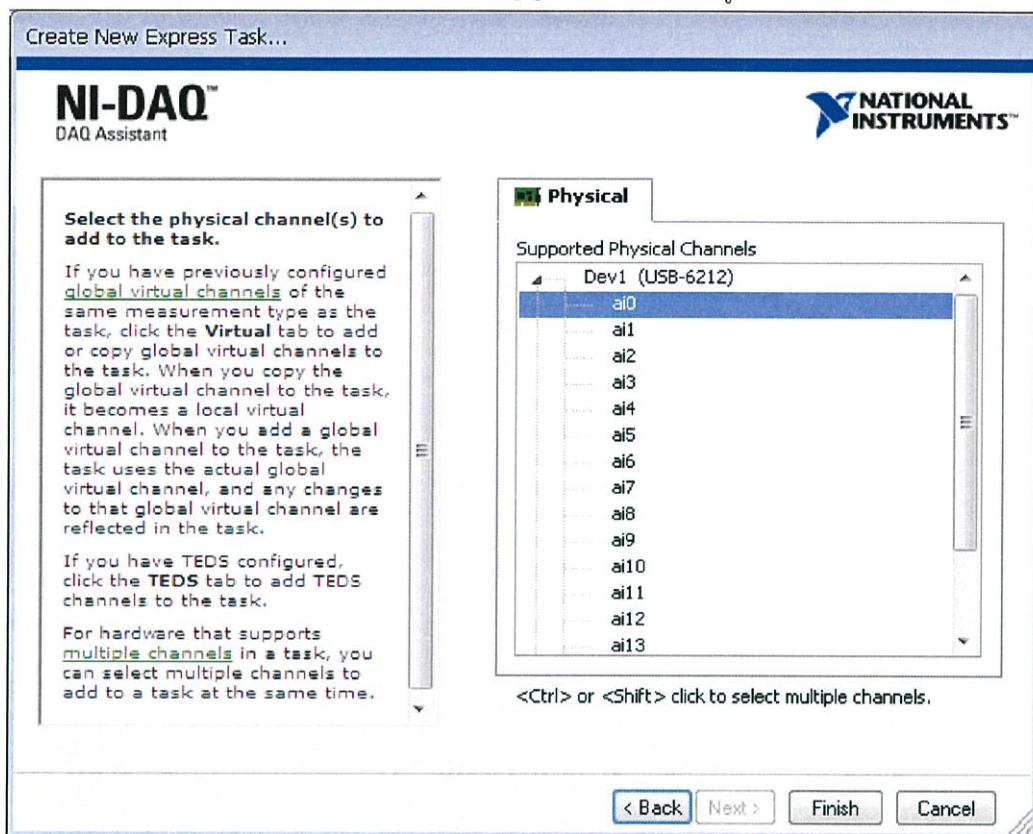 Create New Express Task...
NI-DAQ™
DAQ Assistant
NATIONAL
INSTRUMENTS™
Select the physical channel(s) to
add to the task.
If you have previously configured
global virtual channels of the
same measurement type as the
task, click the Virtual tab to add
or copy global virtual channels to
the task. When you copy the
global virtual channel to the task,
it becomes a local virtual
channel. When you add a global
virtual channel to the task, the
task uses the actual global
virtual channel, and any changes
to that global virtual channel are
reflected in the task.
If you have TEDS configured,
click the TEDS tab to add TEDS
channels to the task.
For hardware that supports
multiple channels in a task, you
can select multiple channels to
add to a task at the same time.
Physical
Supported Physical Channels
Dev1 (USB-6212)
ai0
ai1
ai2
ai3
ai4
ai5
ai6
ai7
ai8
ai9
ai10
ai11
ai12
ai13
<Ctrl> or <Shift> click to select multiple channels.
< Back Next > Finish Cancel